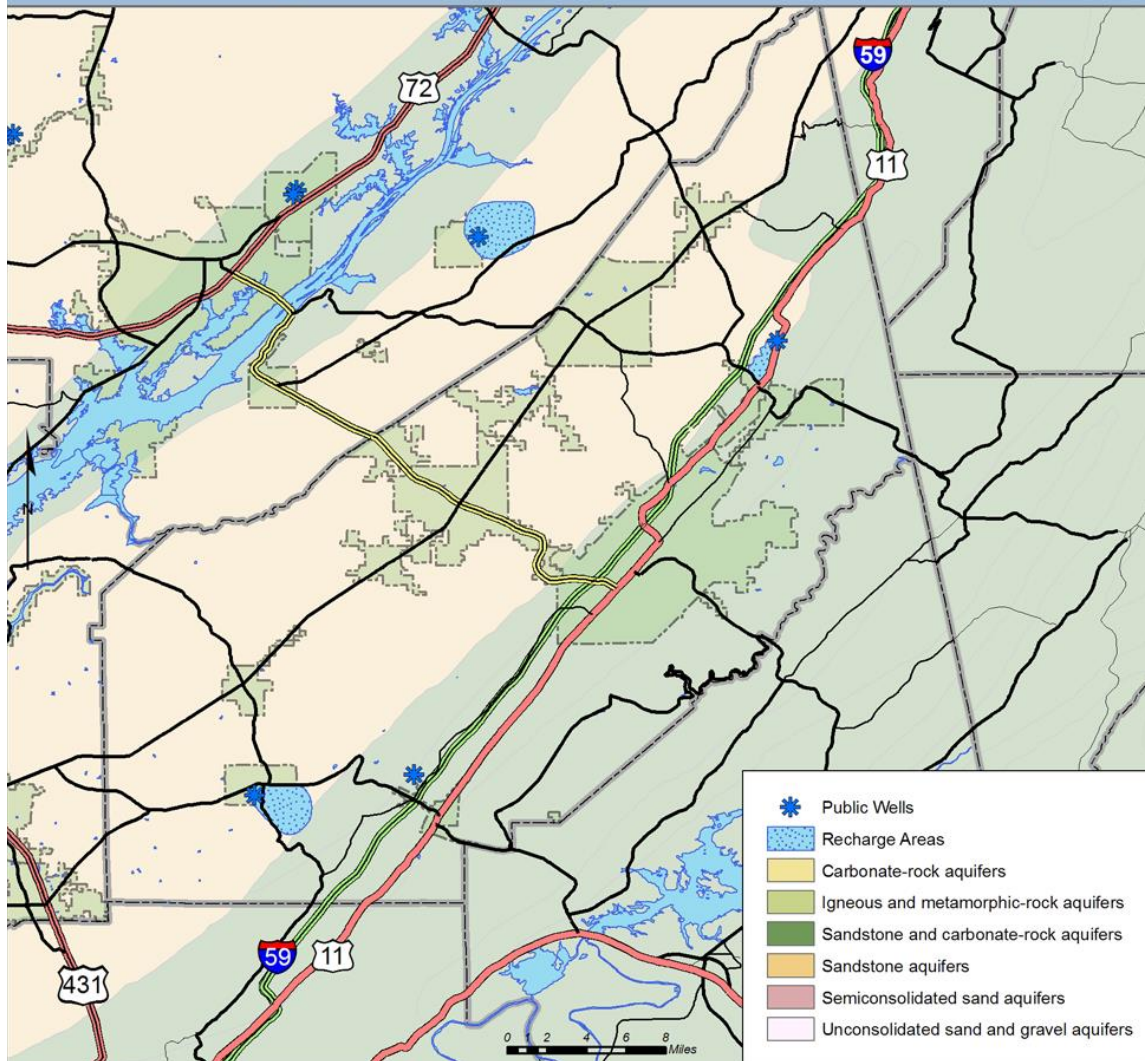 59
72
11
N
Public Wells
Recharge Areas
Carbonate-rock aquifers
Igneous and metamorphic-rock aquifers
Sandstone and carbonate-rock aquifers
Sandstone aquifers
Semiconsolidated sand aquifers
Unconsolidated sand and gravel aquifers
59
11
431
0 2 4 6 8
Miles